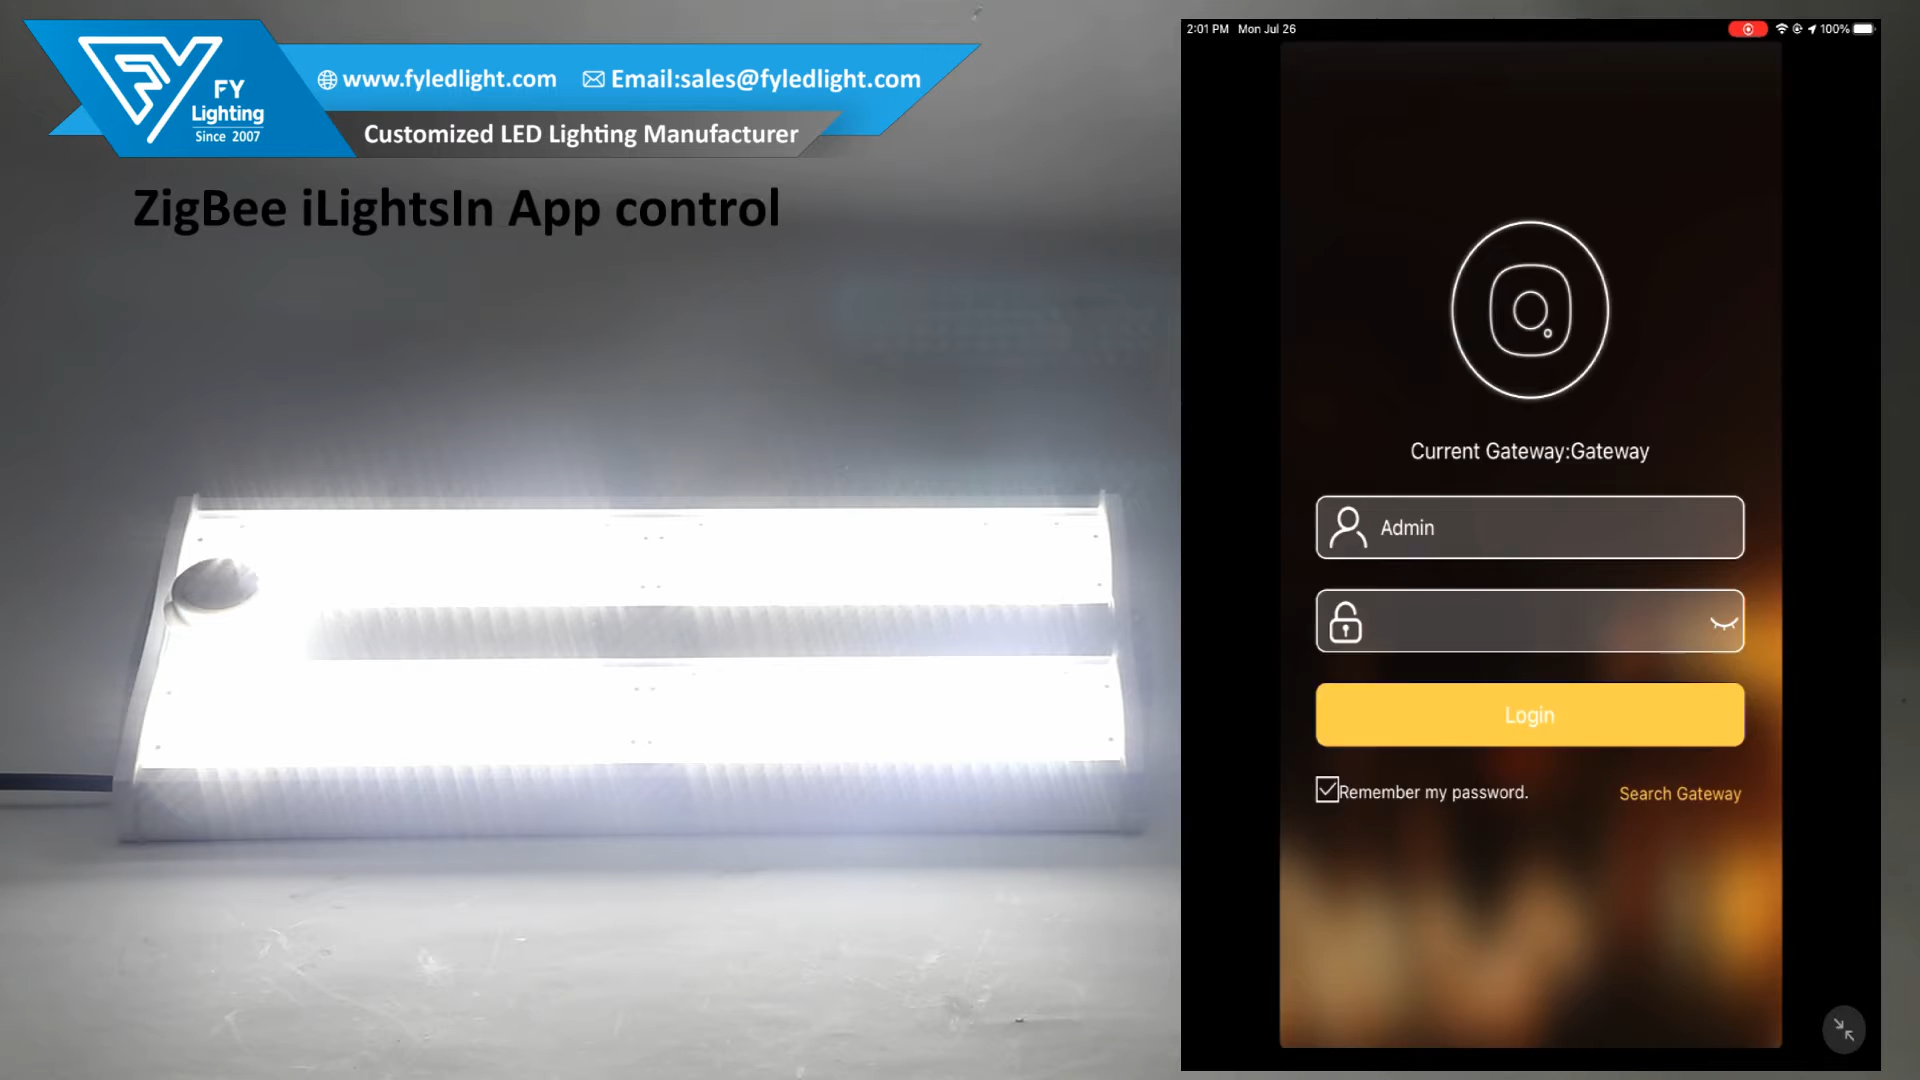 FY
Lighting
Since 2007
www.fyledlight.com
Email:sales@fyledlight.com
Customized LED Lighting Manufacturer
ZigBee iLightsIn App control
2:01 PM Mon Jul 26
100%
Current Gateway:Gateway
Admin
Login
Remember my password.
Search Gateway